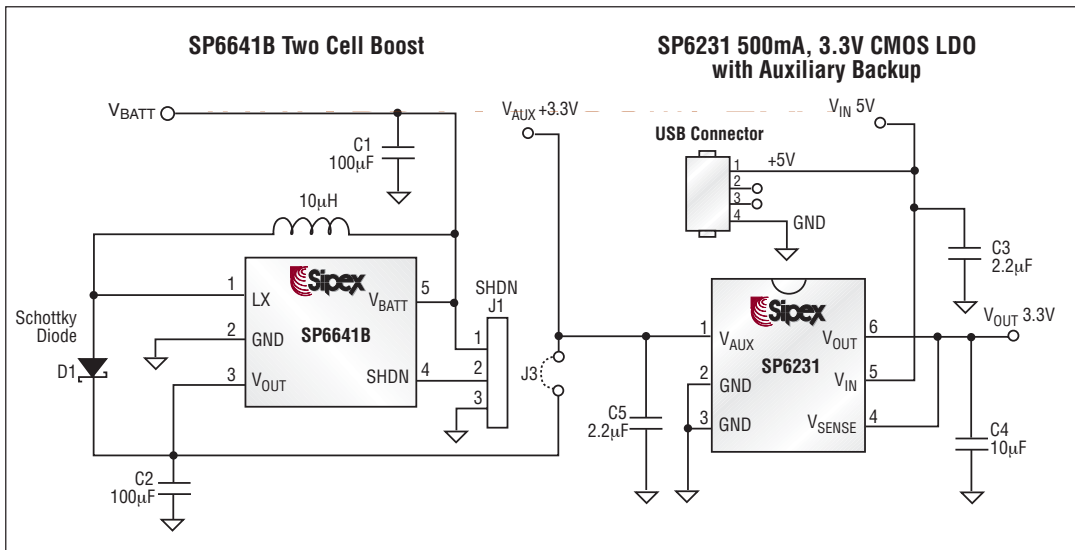 SP6641B Two Cell Boost
SP6231 500mA, 3.3V CMOS LDO
with Auxiliary Backup
VBATT
C1
100µF
10µH
1
LX
2
GND
3
VOUT
Sipex
SP6641B
VBATT
5
SHDN
4
Schottky
Diode
D1
C2
100µF
SHDN
J1
1
2
3
VAUX +3.3V
J3
C5
2.2µF
USB Connector
1
2
3
4
+5V
GND
VIN 5V
C3
2.2µF
1
VAUX
2
GND
3
GND
Sipex
SP6231
VOUT
6
VIN
5
VSENSE
4
VOUT 3.3V
C4
10µF